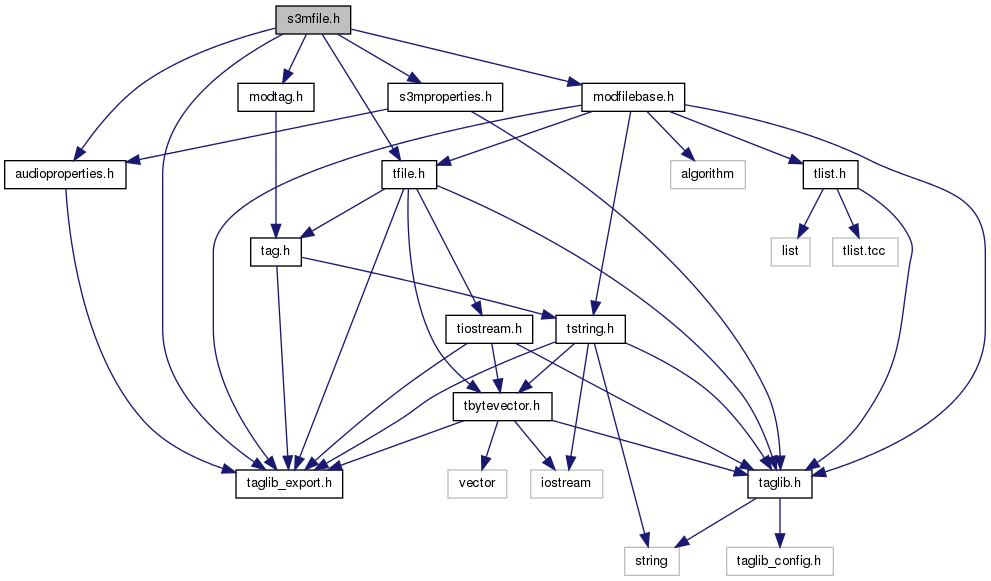 s3mfile.h
modtag.h
s3mproperties.h
modfilebase.h
audioproperties.h
tfile.h
algorithm
tlist.h
tag.h
list
tlist.tcc
tiostream.h
tstring.h
tbytevector.h
taglib_export.h
vector
iostream
taglib.h
string
taglib_config.h